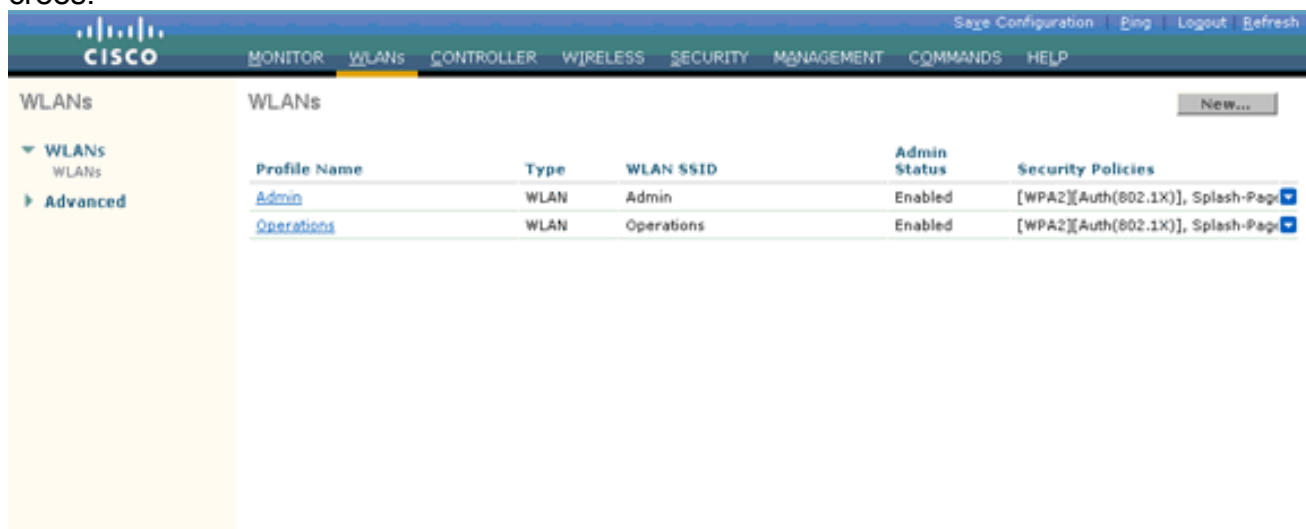 Save Configuration | Ping | Logout | Refresh
CISCO
MONITOR WLANs CONTROLLER WIRELESS SECURITY MANAGEMENT COMMANDS HELP
WLANs
WLANs
New...
WLANs
WLANs
Advanced
Profile Name Type WLAN SSID Admin Status Security Policies
Admin WLAN Admin Enabled [WPA2][Auth(802.1X)], Splash-Page
Operations WLAN Operations Enabled [WPA2][Auth(802.1X)], Splash-Page